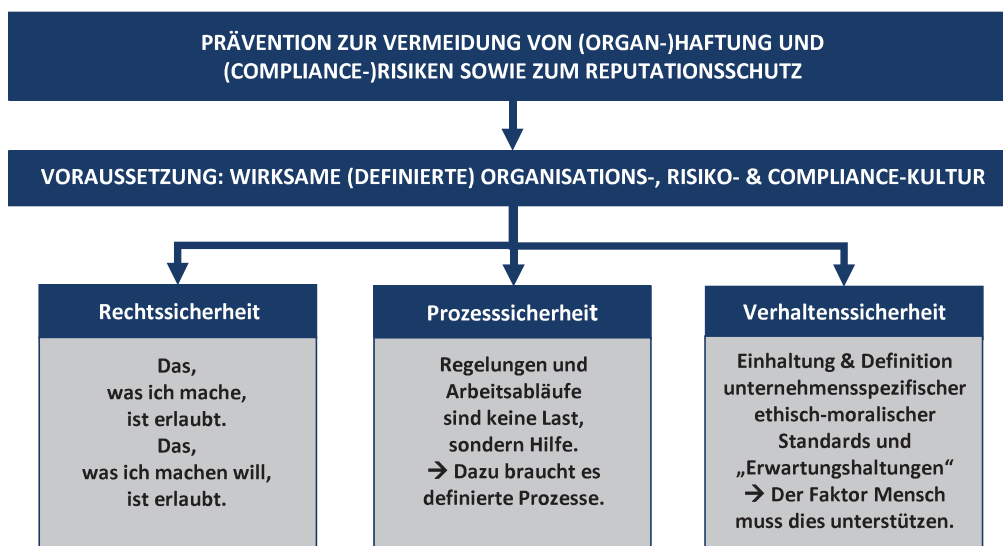 PRÄVENTION ZUR VERMEIDUNG VON (ORGAN-)HAFTUNG UND
(COMPLIANCE-)RISIKEN SOWIE ZUM REPUTATIONSSCHUTZ
VORAUSSETZUNG: WIRKSAME (DEFINIERTE) ORGANISATIONS-, RISIKO- & COMPLIANCE-KULTUR
Rechtssicherheit
Das,
was ich mache,
ist erlaubt.
Das,
was ich machen will,
ist erlaubt.
Prozesssicherheit
Regelungen und
Arbeitsabläufe
sind keine Last,
sondern Hilfe.
→ Dazu braucht es
definierte Prozesse.
Verhaltenssicherheit
Einhaltung & Definition
unternehmensspezifischer
ethisch-moralischer
Standards und
„Erwartungshaltungen“
→ Der Faktor Mensch
muss dies unterstützen.